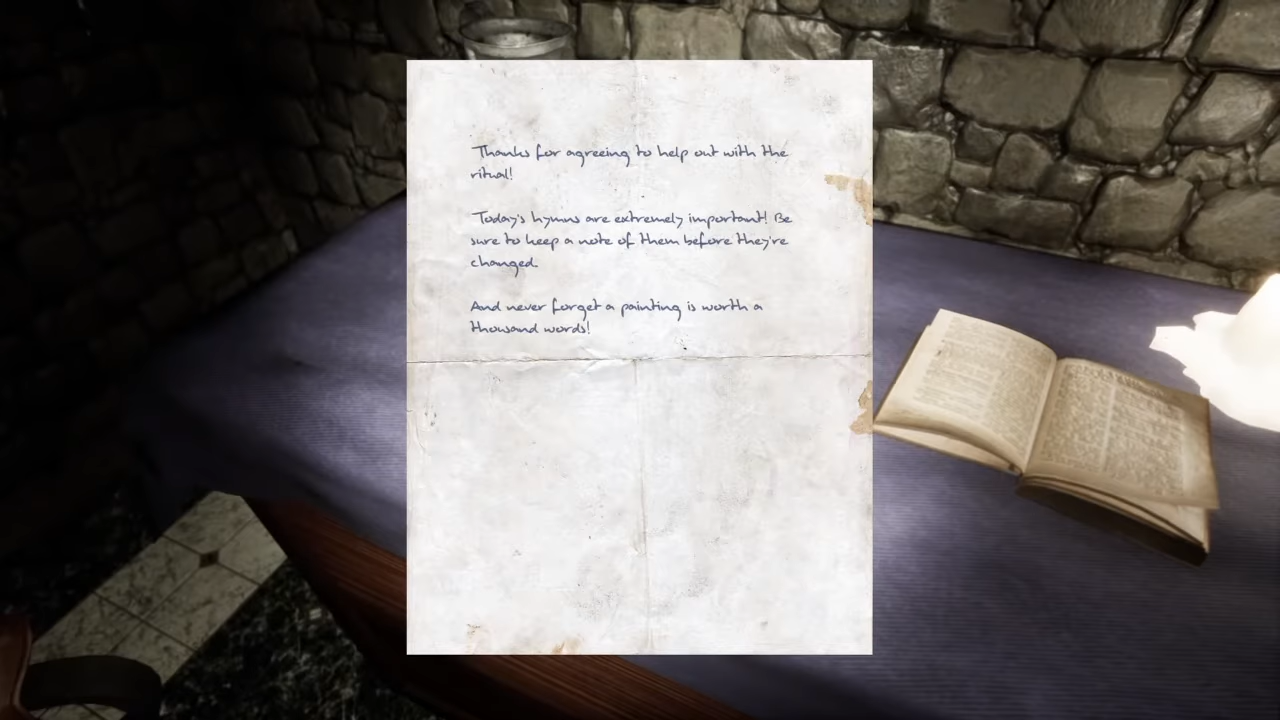 Thanks for agreeing to help out with the
ritual!
Today's hymns are extremely important! Be
sure to keep a note of them before they're
changed.
And never forget a painting is worth a
thousand words!